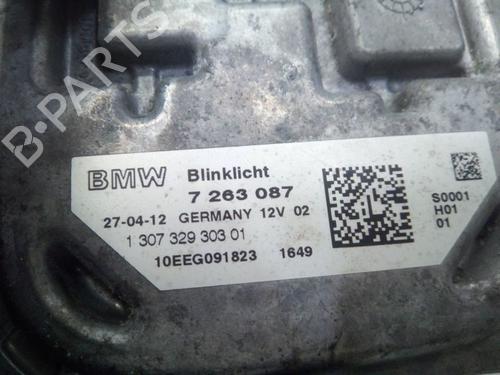 B-PARTS
BMW Blinklicht
7 263 087
27-04-12 GERMANY 12V 02
1 307 329 303 01
10EEG091823 1649
S0001
H01
01